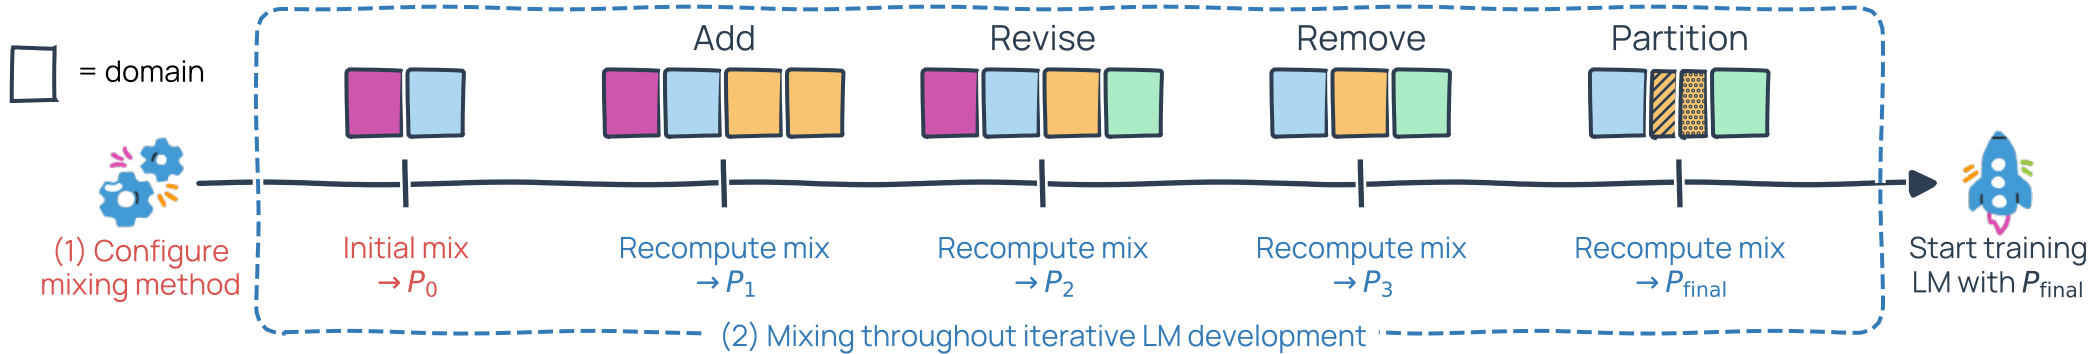 = domain
Add
Revise
Remove
Partition
(1) Configure
mixing method
Initial mix
→ P0
Recompute mix
→ P1
Recompute mix
→ P2
Recompute mix
→ P3
Recompute mix
→ Pfinal
Start training
LM with Pfinal
(2) Mixing throughout iterative LM development